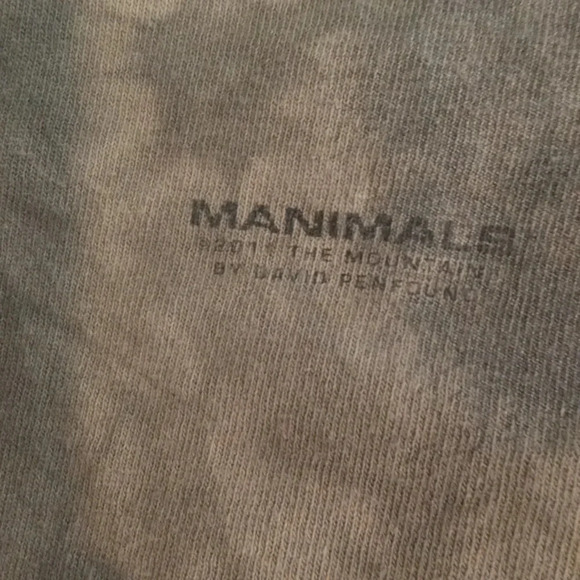 MANIMALS
THE MOUNTAIN
BY DAVID PENFOUND